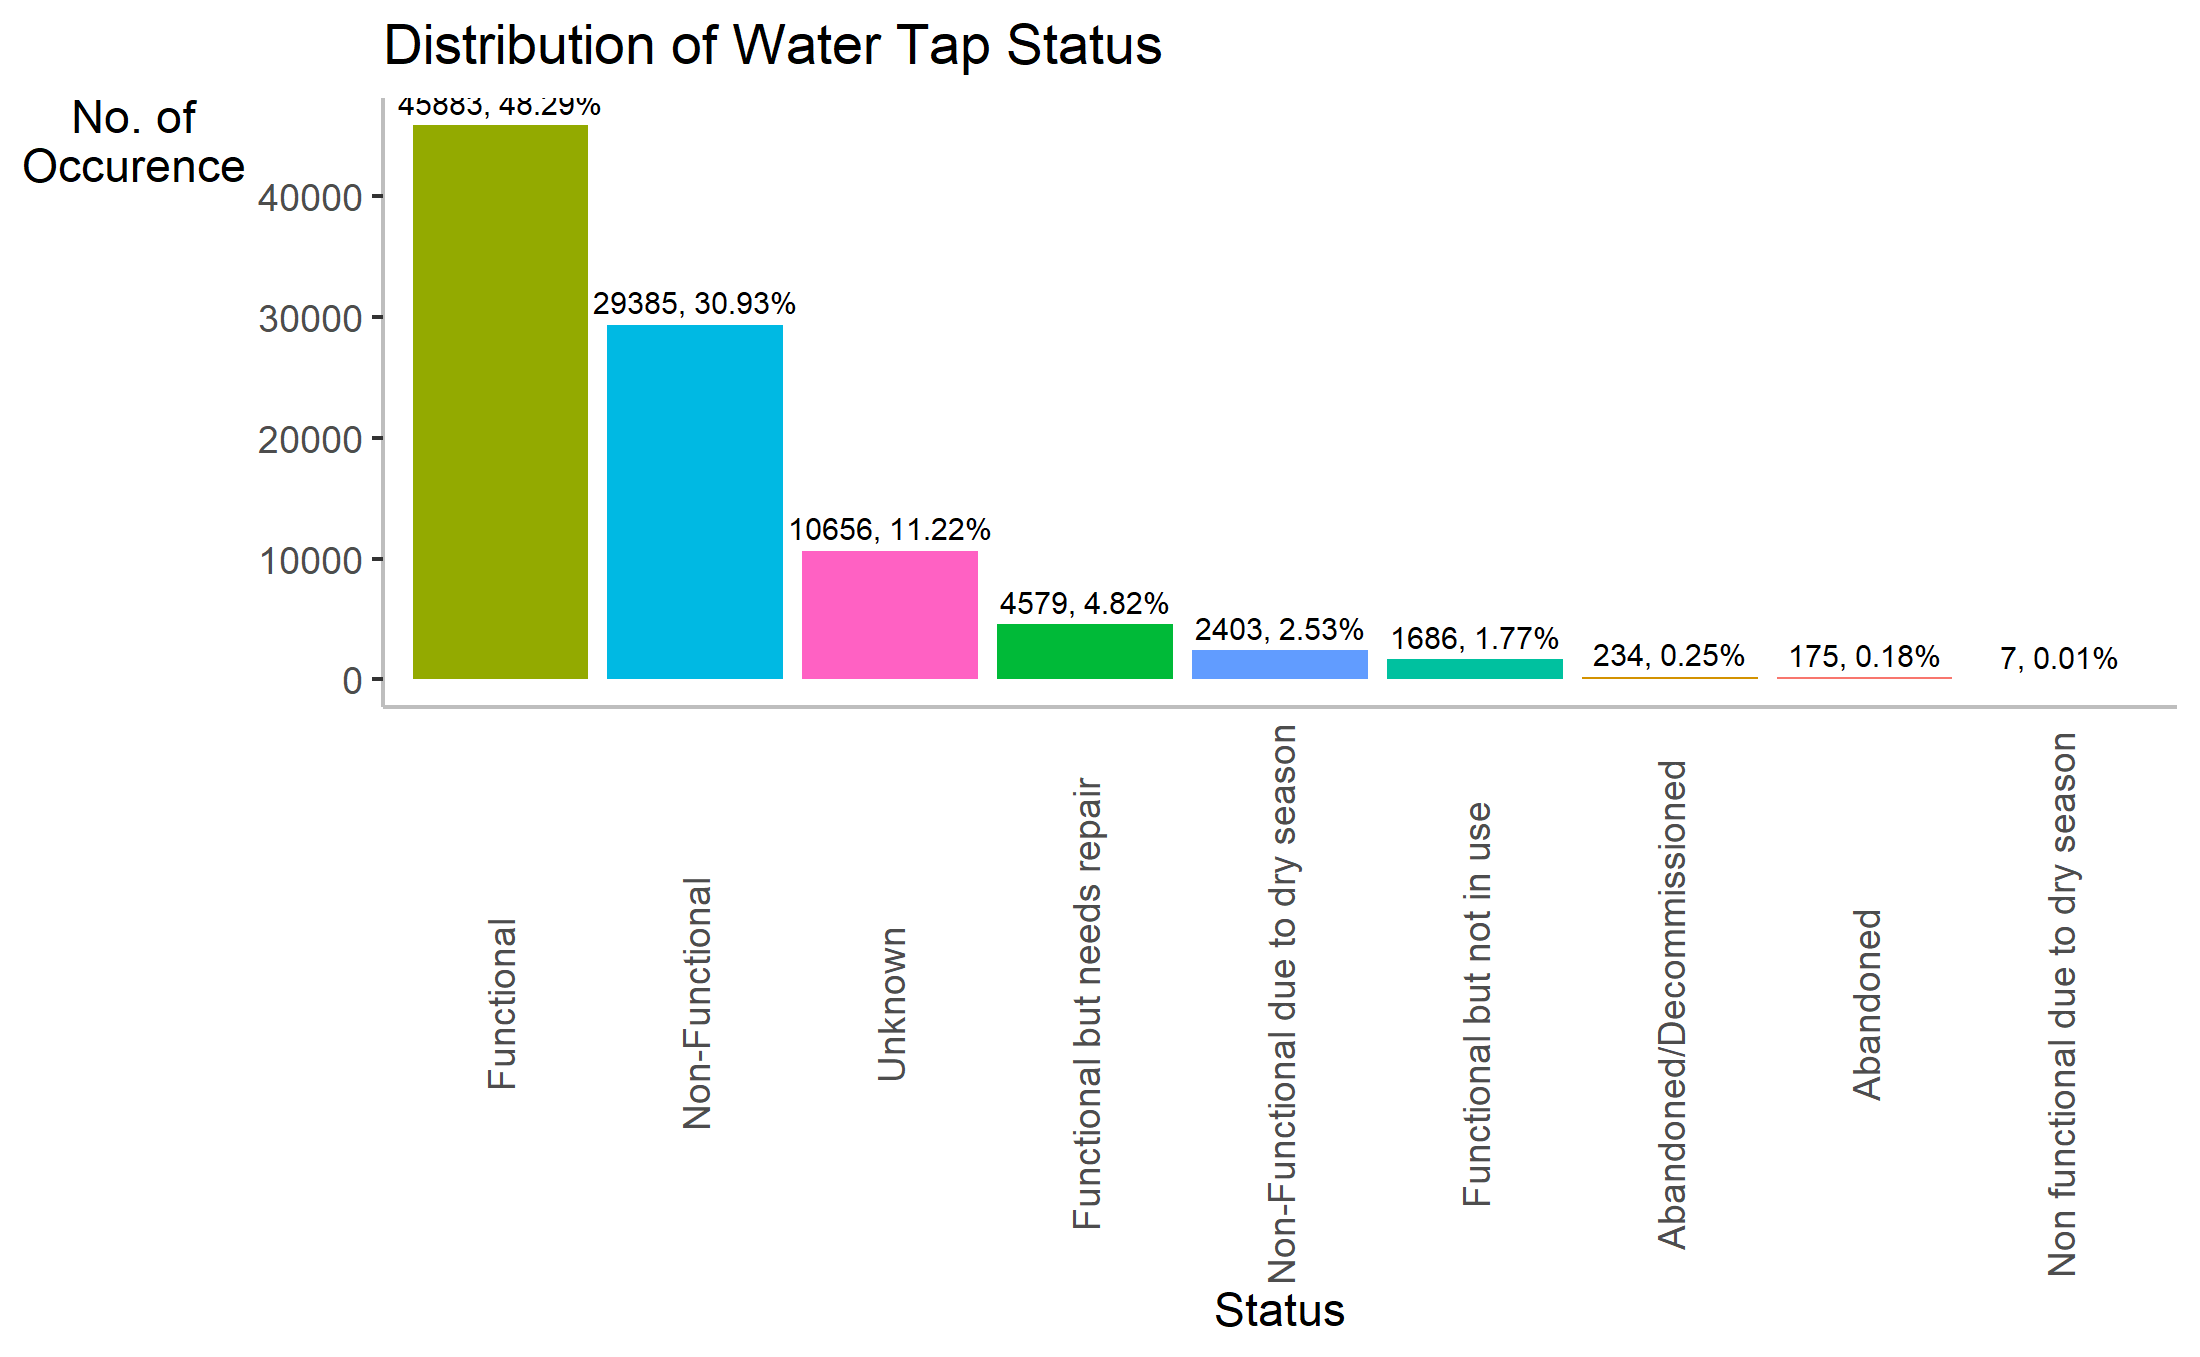 Distribution of Water Tap Status
No. of
Occurence
40000
30000
20000
10000
0
45883, 48.29%
29385, 30.93%
10656, 11.22%
4579, 4.82%
2403, 2.53%
1686, 1.77%
234, 0.25%
175, 0.18%
7, 0.01%
Functional
Non-Functional
Unknown
Functional but needs repair
Non-Functional due to dry season
Functional but not in use
Abandoned/Decommissioned
Abandoned
Non functional due to dry season
Status